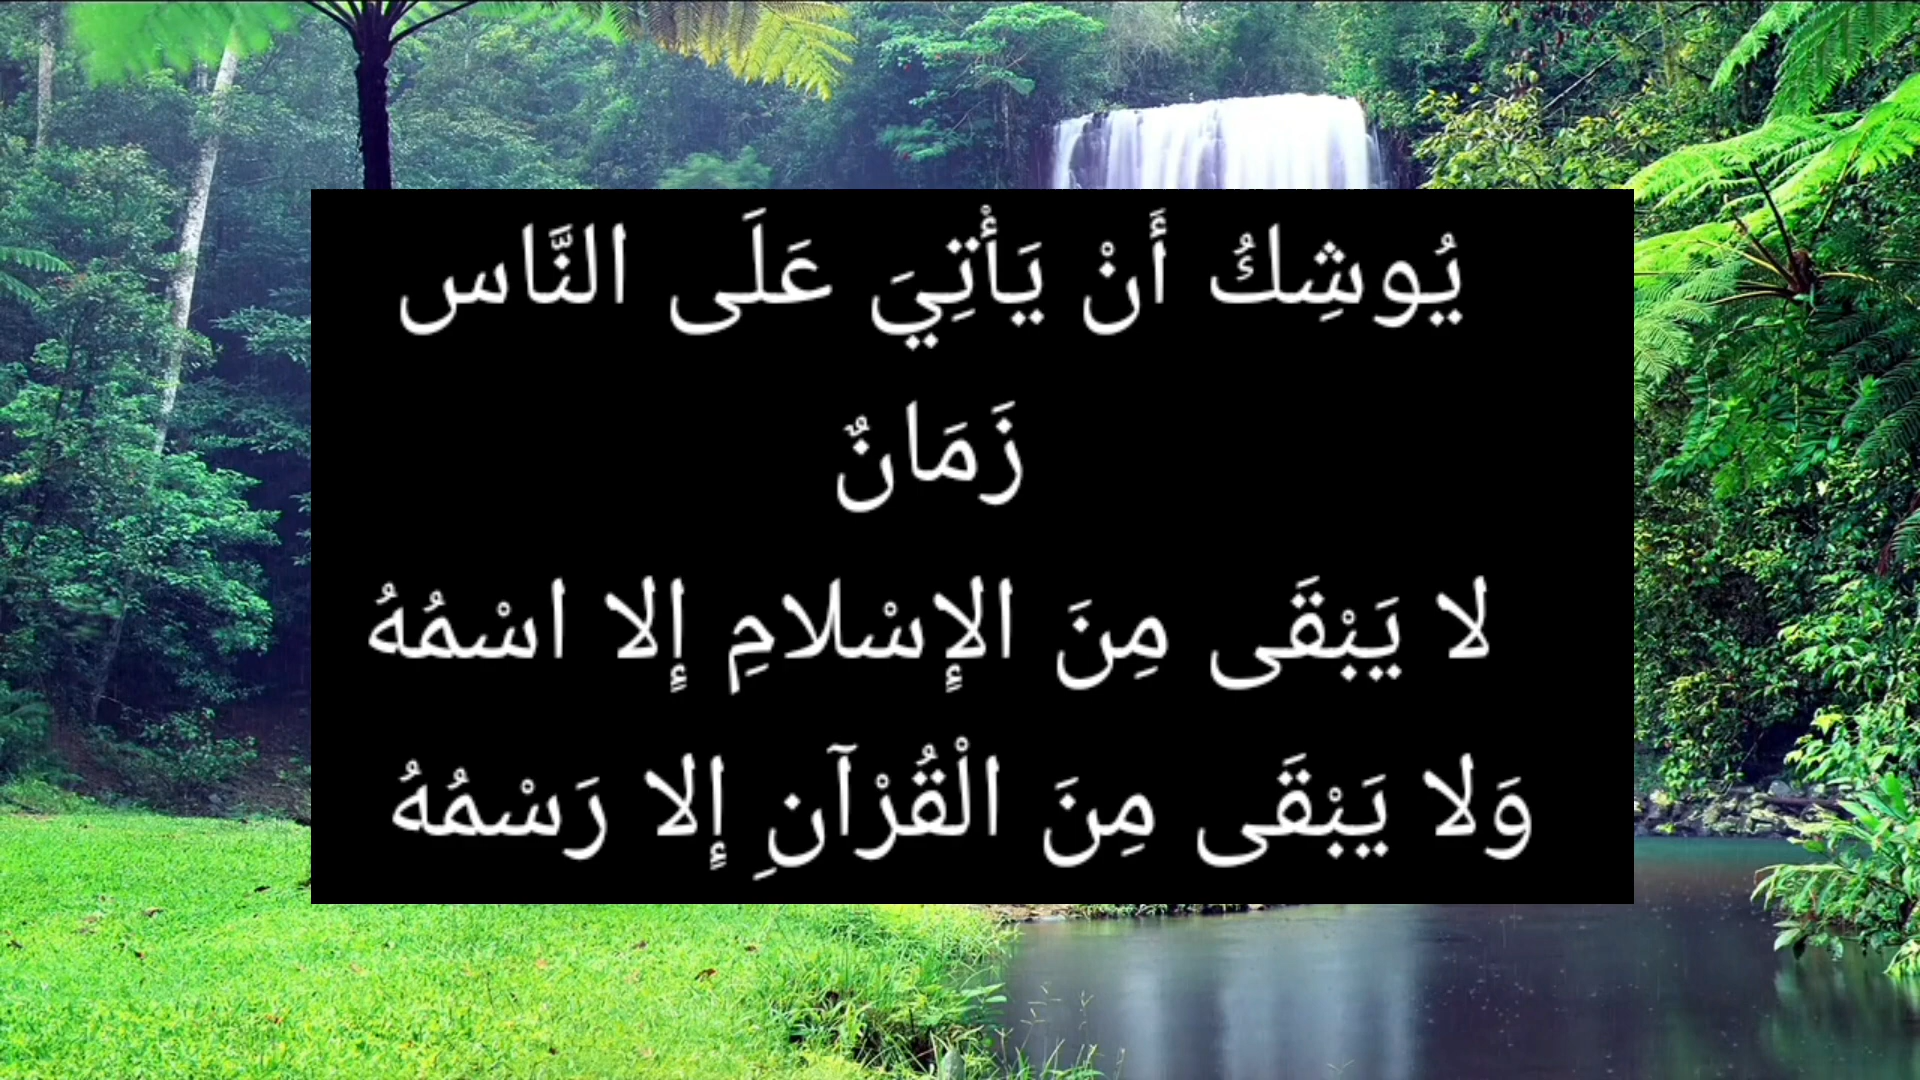 يُوشِكُ أَنْ يَأْتِيَ عَلَى النَّاس
زَمَانٌ
لا يَبْقَى مِنَ الإِسْلامِ إِلا اسْمُهُ
وَلا يَبْقَى مِنَ الْقُرْآنِ إِلا رَسْمُهُ